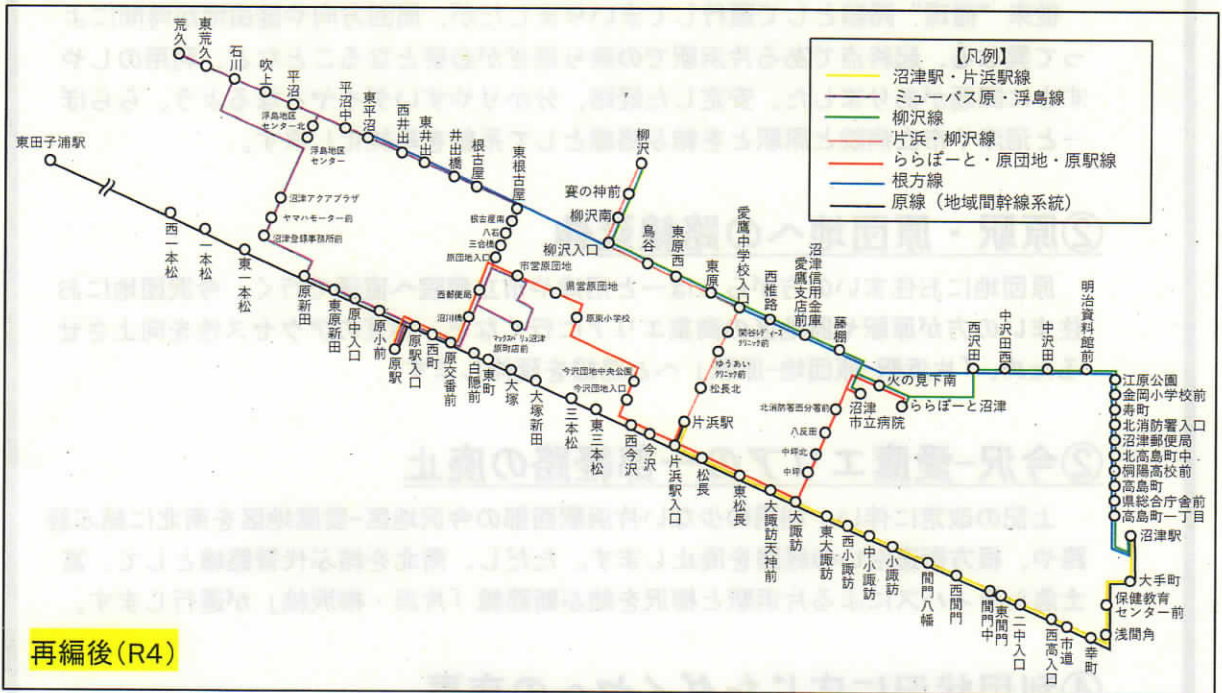 【凡例】
沼津駅・片浜駅線
ミューバス原・浮島線
柳沢線
片浜・柳沢線
ららぽーと・原団地・原駅線
根方線
原線（地域間幹線系統）
荒久
東荒久
石川
吹上
平沼
浮島地区センター北
浮島地区センター
平沼中
東平沼
西井出
東井出
井出橋
根古屋
東根古屋
沼津アクアプラザ
ヤマハモーター前
沼津登録事務所前
根古屋南
八石
三合橋
原団地入口
西郵便局
沼川橋
市営原団地
県営原団地
原東小学校
今沢団地中央公園
今沢団地入口
柳沢
賽の神前
柳沢南
柳沢入口
鳥谷
東原西
東原
愛鷹中学校入口
西椎路
沼津信用金庫
愛鷹支店前
藤棚
ゆうあい
クリニック前
松長北
片浜駅
火の見下南
ららぽーと沼津
沼津
市立病院
北消防署西分署前
八反田
中坪北
中坪
西沢田
中沢田西
中沢田
明治資料館前
江原公園
金岡小学校前
寿町
北消防署入口
沼津郵便局
北高島町中
桐陽高校前
高島町
県総合庁舎前
高島町一丁目
沼津駅
大手町
保健教育
センター前
浅間角
東田子浦駅
西一本松
一本松
東一本松
原新田
東原新田
原中入口
原小前
原駅
原駅入口
西町
原交番前
白隠前
東町
大塚
大塚新田
三本松
東三本松
西今沢
今沢
片浜駅入口
松長
東松長
大諏訪天神前
大諏訪
東大諏訪
西小諏訪
中小諏訪
小諏訪
間門八幡
西間門
間門中
東間門
二中入口
西高入口
市道
幸町
再編後(R4)